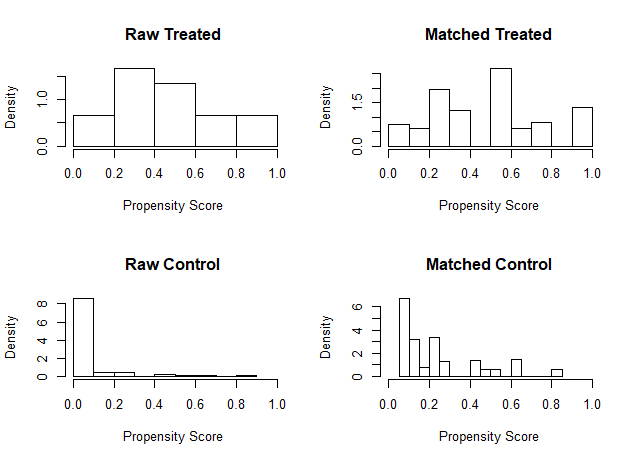 Raw Treated
Density
0.0 1.0
0.0 0.2 0.4 0.6 0.8 1.0
Propensity Score
Matched Treated
Density
0.0 1.5
0.0 0.2 0.4 0.6 0.8 1.0
Propensity Score
Raw Control
Density
0 2 4 6 8
0.0 0.2 0.4 0.6 0.8 1.0
Propensity Score
Matched Control
Density
0 2 4 6
0.0 0.2 0.4 0.6 0.8 1.0
Propensity Score